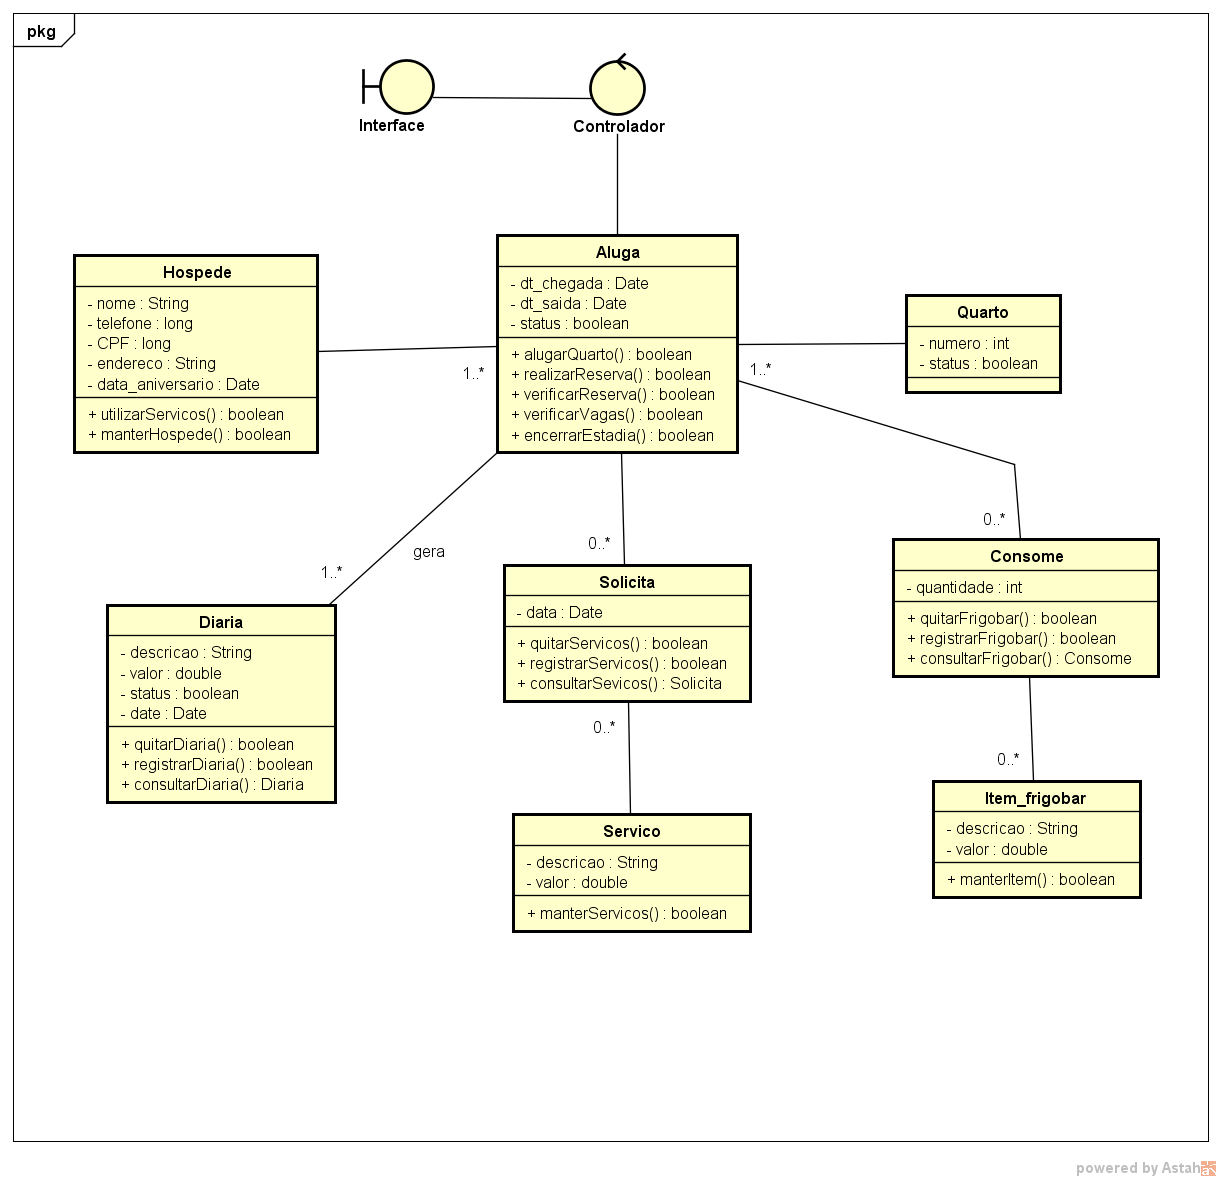 pkg
Interface
Controlador
Hospede
- nome : String
- telefone : long
- CPF : long
- endereco : String
- data_aniversario : Date
+ utilizarServicos() : boolean
+ manterHospede() : boolean
1..*
Aluga
- dt_chegada : Date
- dt_saida : Date
- status : boolean
+ alugarQuarto() : boolean
+ realizarReserva() : boolean
+ verificarReserva() : boolean
+ verificarVagas() : boolean
+ encerrarEstadia() : boolean
1..*
Quarto
- numero : int
- status : boolean
gera
1..*
0..*
0..*
Diaria
- descricao : String
- valor : double
- status : boolean
- date : Date
+ quitarDiaria() : boolean
+ registrarDiaria() : boolean
+ consultarDiaria() : Diaria
Solicita
- data : Date
+ quitarServicos() : boolean
+ registrarServicos() : boolean
+ consultarSevicos() : Solicita
0..*
Consome
- quantidade : int
+ quitarFrigobar() : boolean
+ registrarFrigobar() : boolean
+ consultarFrigobar() : Consome
0..*
Servico
- descricao : String
- valor : double
+ manterServicos() : boolean
Item_frigobar
- descricao : String
- valor : double
+ manterItem() : boolean
powered by Astah